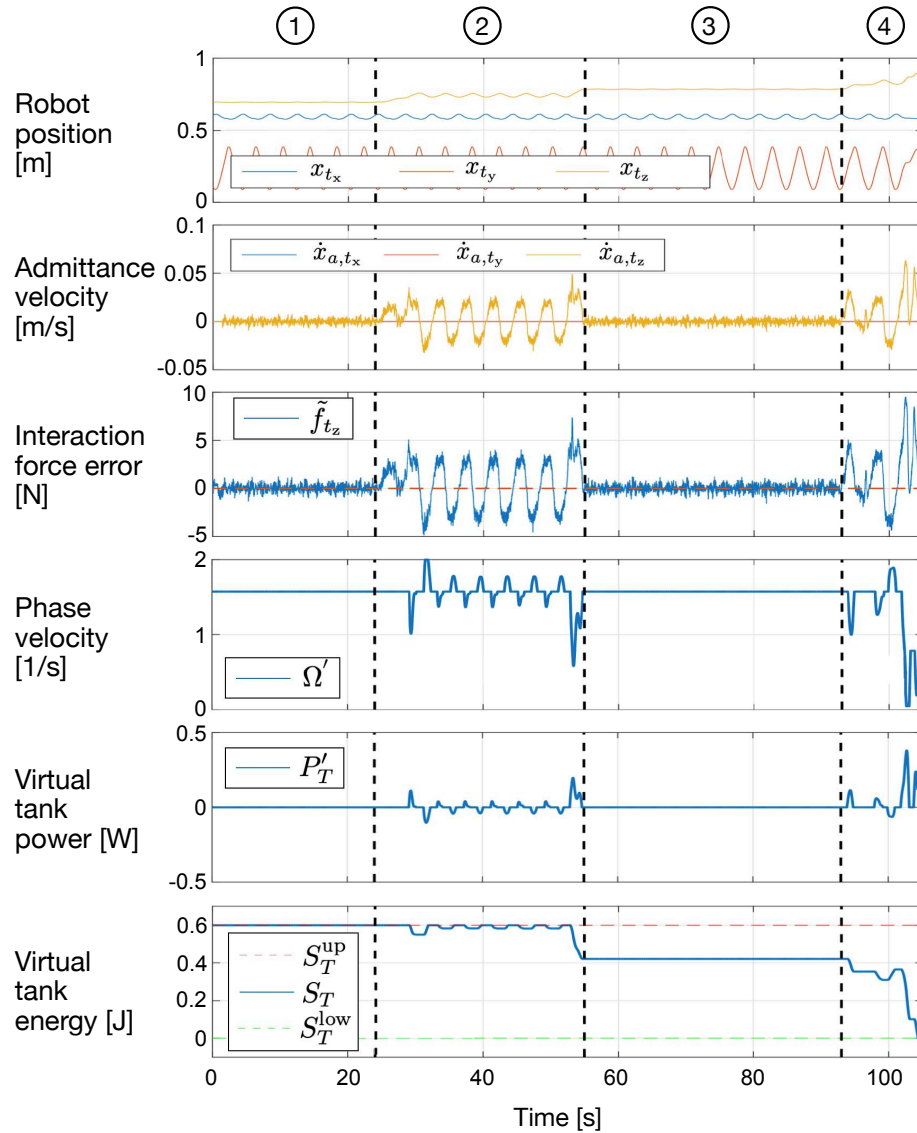 1 2 3 4
Robot
position
[m]
1
0.5
0
x_{t_x} x_{t_y} x_{t_z}
Admittance
velocity
[m/s]
0.1
0.05
0
-0.05
ẋ_{a,t_x} ẋ_{a,t_y} ẋ_{a,t_z}
Interaction
force error
[N]
10
5
0
-5
f̃_{t_z}
Phase
velocity
[1/s]
2
1
0
Ω′
Virtual
tank
power [W]
0.5
0
-0.5
P′_T
Virtual
tank
energy [J]
0.6
0.4
0.2
0
S_T^{up}
S_T
S_T^{low}
0 20 40 60 80 100
Time [s]